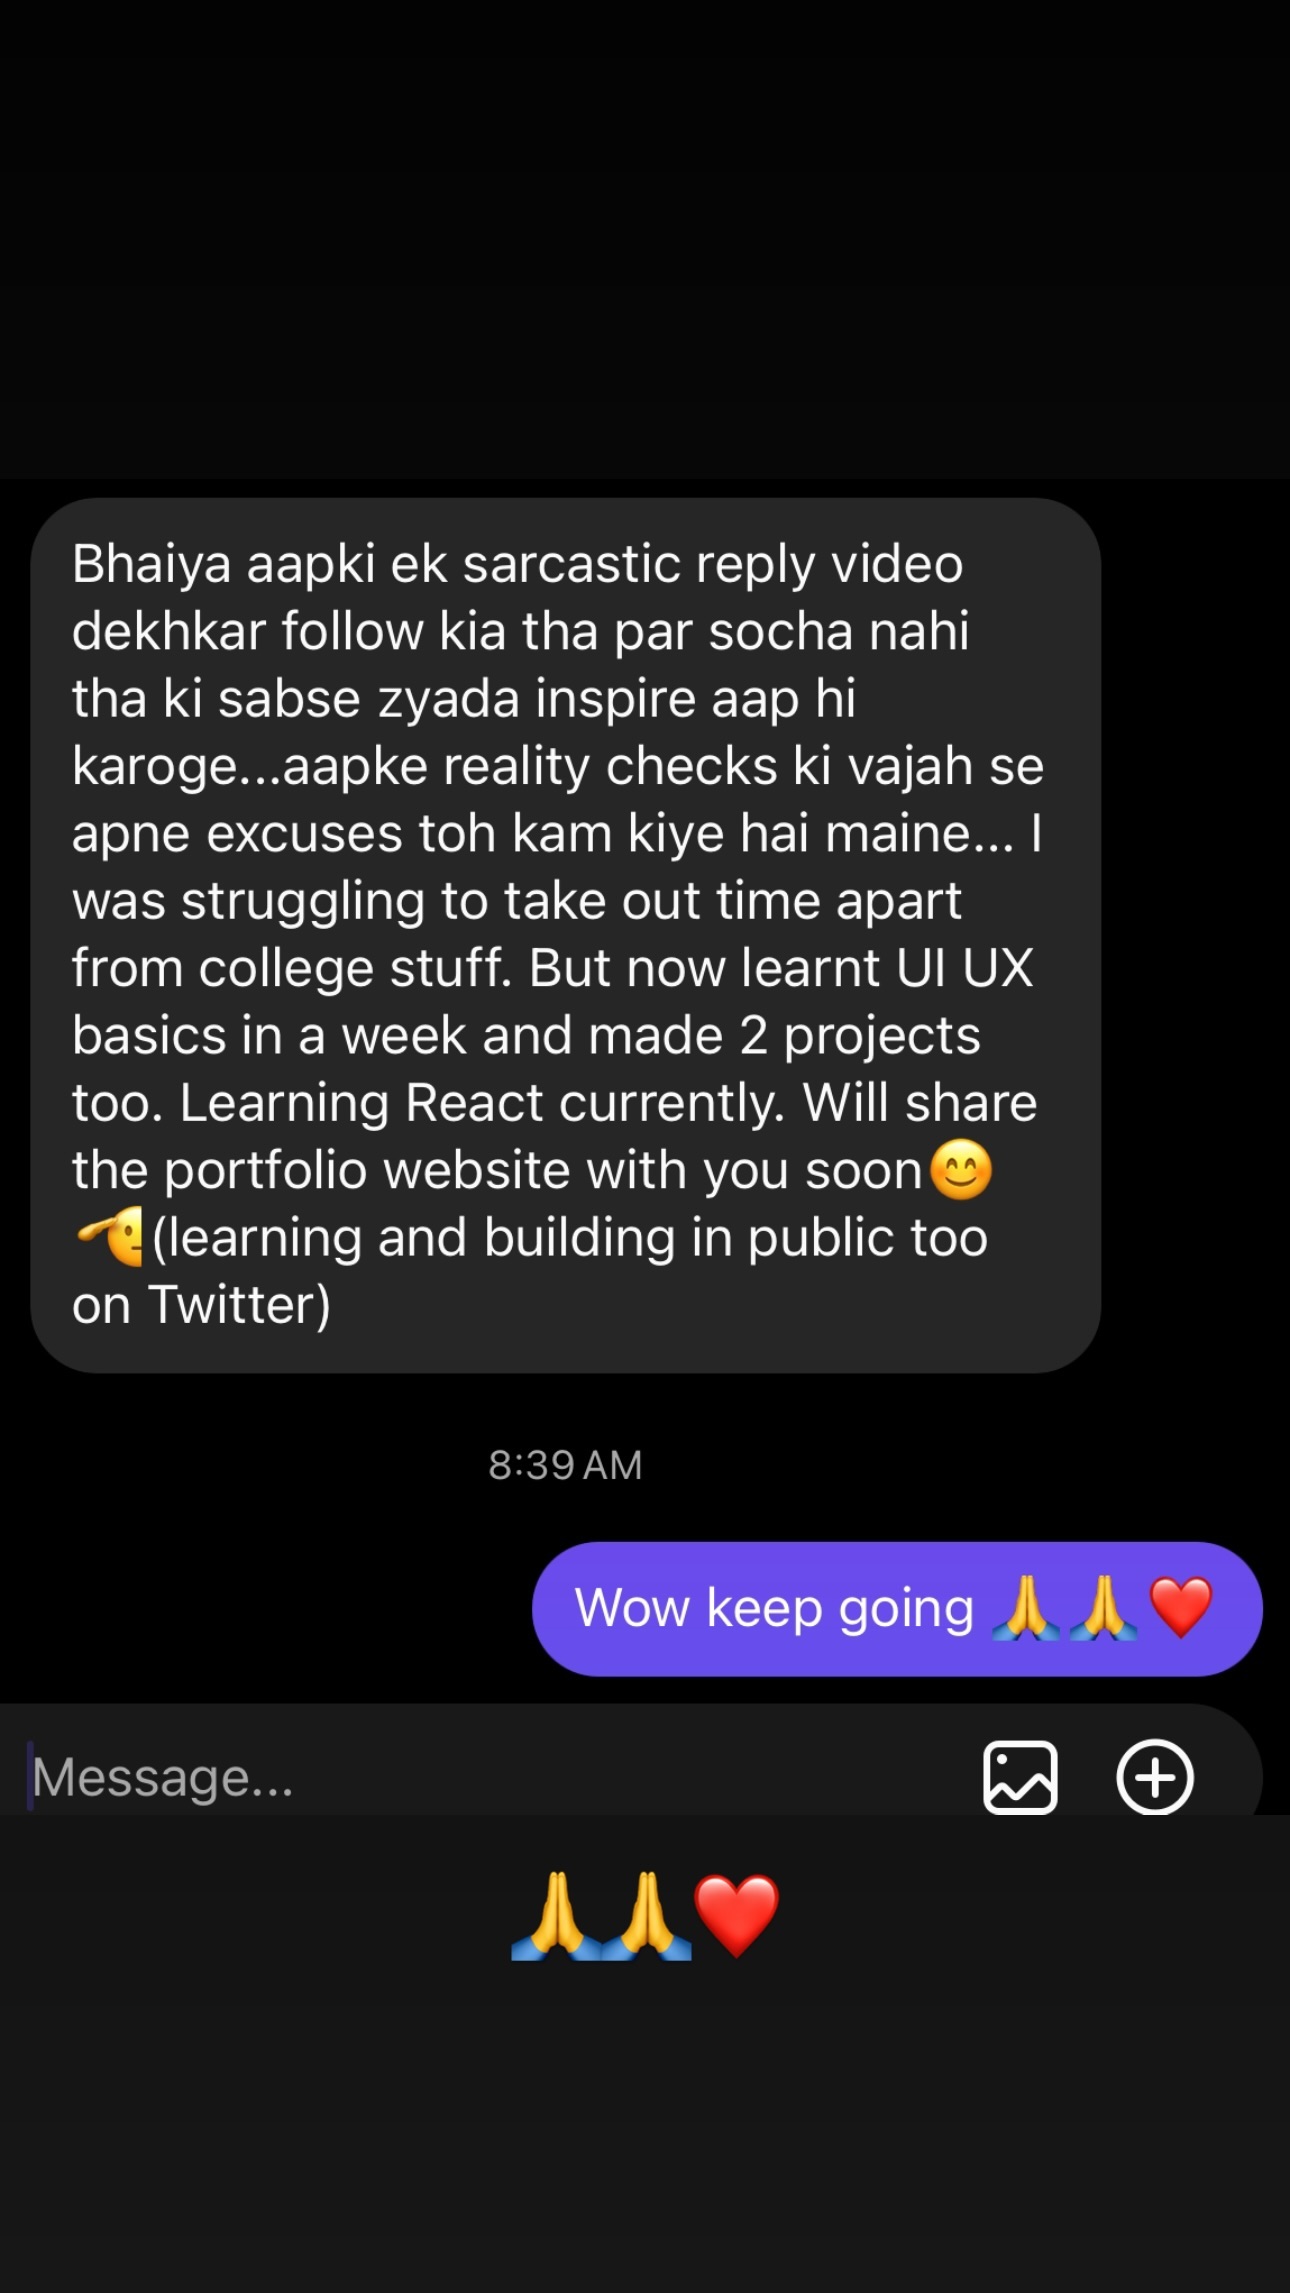 Bhaiya aapki ek sarcastic reply video
dekhkar follow kia tha par socha nahi
tha ki sabse zyada inspire aap hi
karoge...aapke reality checks ki vajah se
apne excuses toh kam kiye hai maine... I
was struggling to take out time apart
from college stuff. But now learnt UI UX
basics in a week and made 2 projects
too. Learning React currently. Will share
the portfolio website with you soon😊
🫡(learning and building in public too
on Twitter)
8:39 AM
Wow keep going 🙏🙏❤️
Message...
🙏🙏❤️